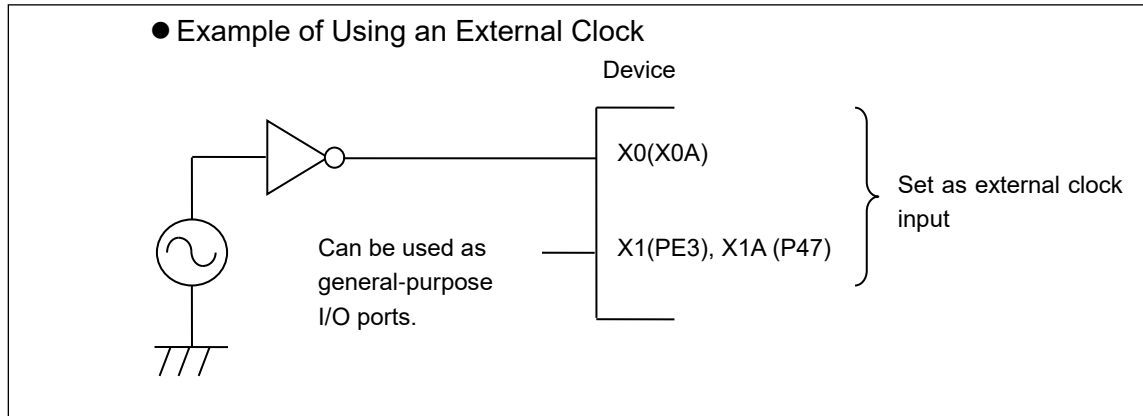 ● Example of Using an External Clock
Device
X0(X0A)
Set as external clock
input
Can be used as
general-purpose
I/O ports.
X1(PE3), X1A (P47)